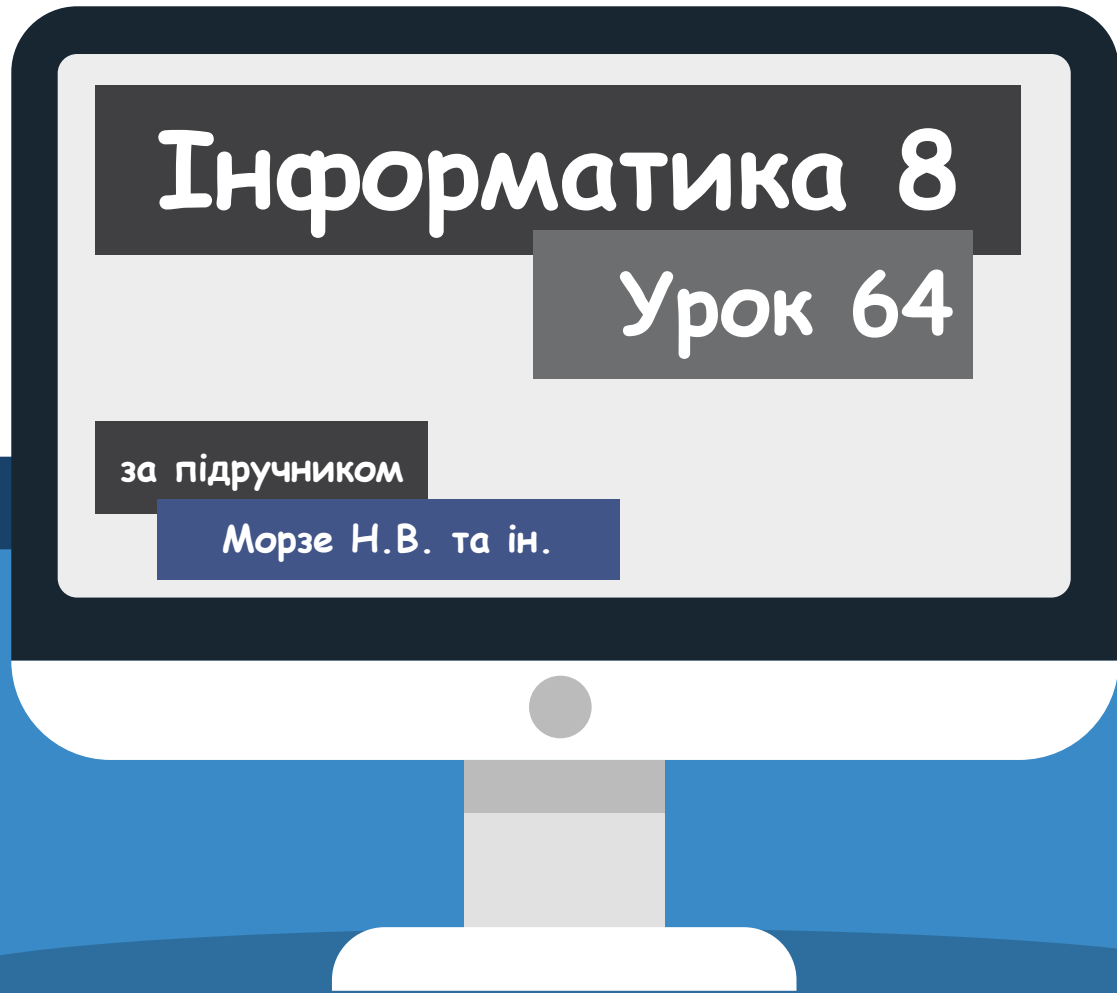 Інформатика 8
Урок 64
за підручником
Морзе Н.В. та ін.